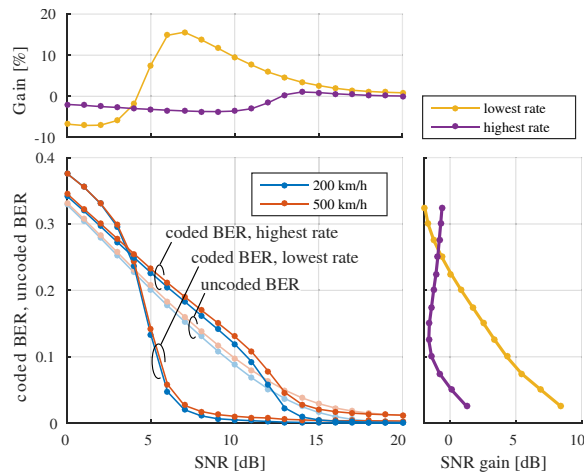 Gain [%]
20
10
0
-10
lowest rate
highest rate
coded BER, uncoded BER
0.4
0.3
0.2
0.1
0
200 km/h
500 km/h
coded BER, highest rate
coded BER, lowest rate
uncoded BER
0 5 10 15 20
SNR [dB]
0 5 10
SNR gain [dB]